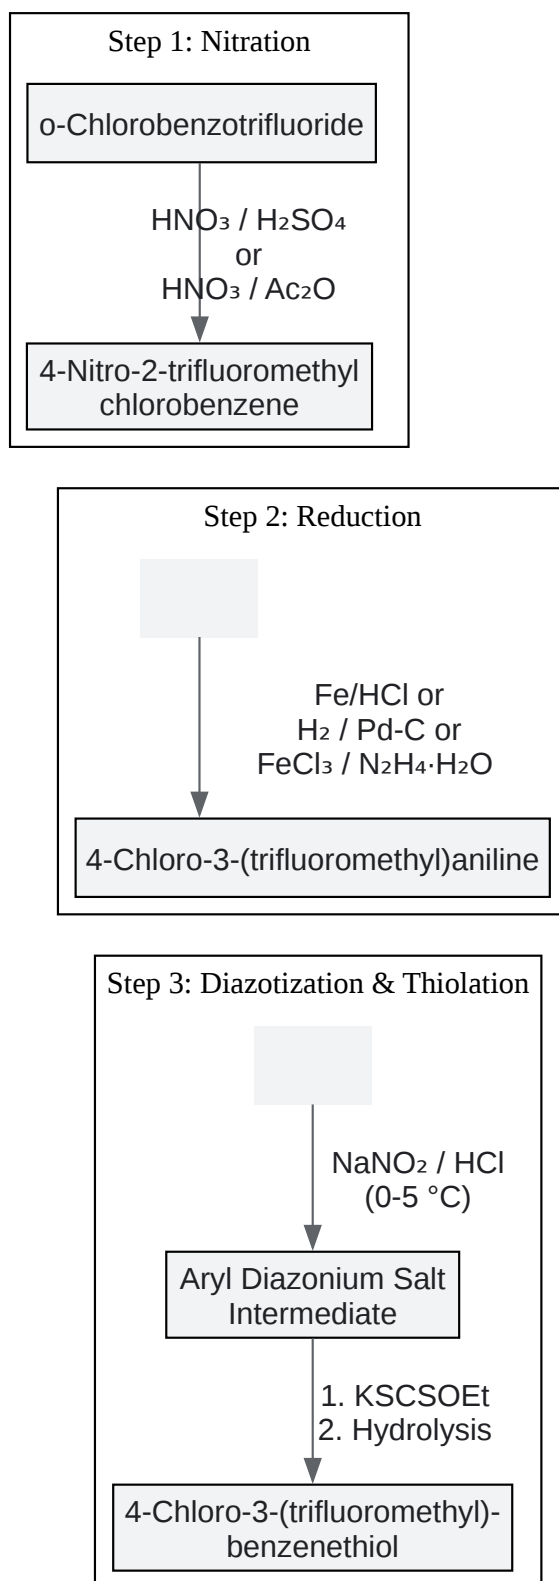 Step 1: Nitration
o-Chlorobenzotrifluoride
HNO₃ / H₂SO₄
or
HNO₃ / Ac₂O
4-Nitro-2-trifluoromethyl
chlorobenzene
Step 2: Reduction
Fe/HCl or
H₂ / Pd-C or
FeCl₃ / N₂H₄·H₂O
4-Chloro-3-(trifluoromethyl)aniline
Step 3: Diazotization & Thiolation
NaNO₂ / HCl
(0-5 °C)
Aryl Diazonium Salt
Intermediate
1. KSCSOEt
2. Hydrolysis
4-Chloro-3-(trifluoromethyl)-
benzenethiol